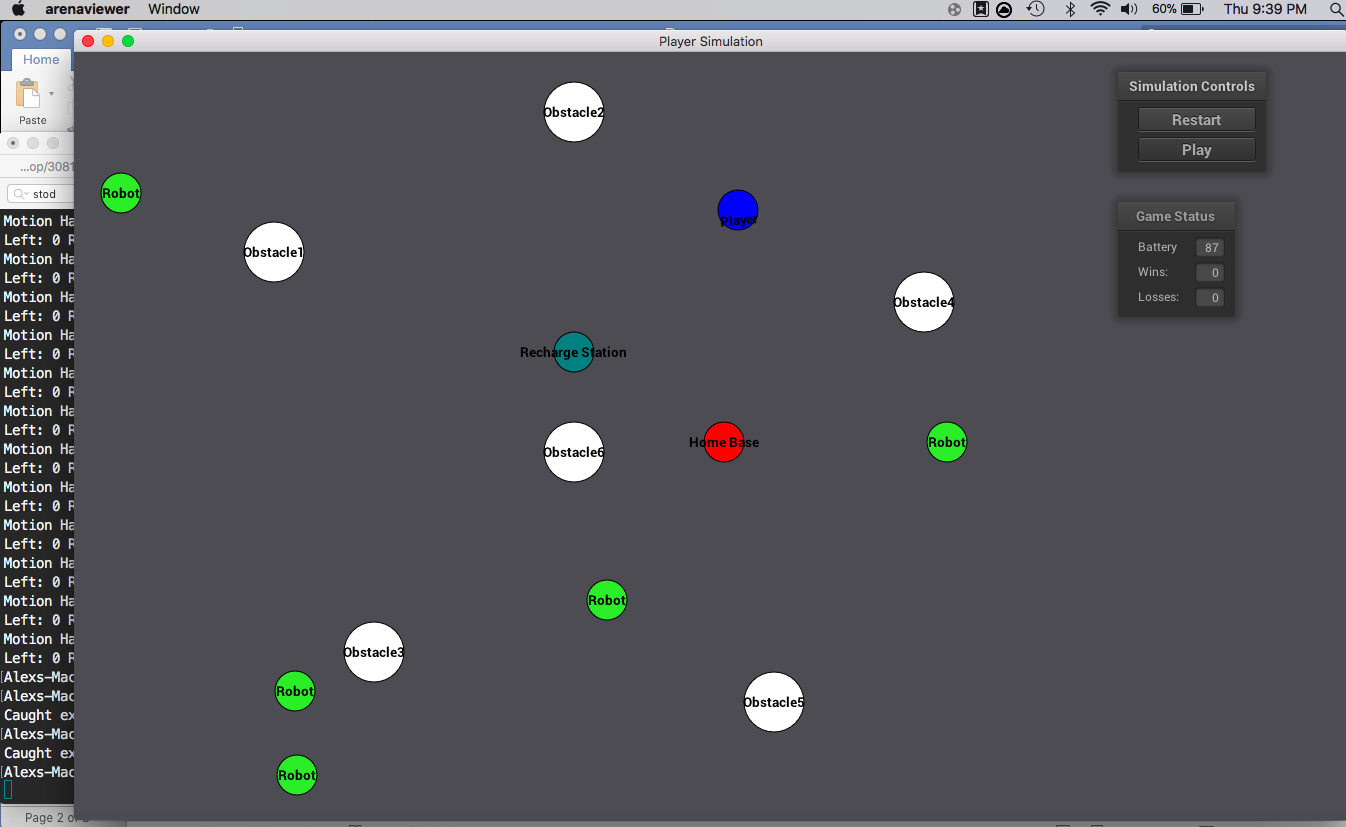 arenaviewer Window
60% Thu 9:39 PM
Player Simulation
Home
Paste
...op/3081
stod
Motion Ha
Left: 0 R
Motion Ha
Left: 0 R
Motion Ha
Left: 0 R
Motion Ha
Left: 0 R
Motion Ha
Left: 0 R
Motion Ha
Left: 0 R
Motion Ha
Left: 0 R
Motion Ha
Left: 0 R
Motion Ha
Left: 0 R
Motion Ha
Left: 0 R
Motion Ha
Left: 0 R
Motion Ha
Left: 0 R
[Alexs-Mac
[Alexs-Mac
Caught ex
[Alexs-Mac
Caught ex
[Alexs-Mac
Page 2 of
Obstacle2
Robot
Player
Obstacle1
Obstacle4
Recharge Station
Home Base
Robot
Obstacle6
Robot
Obstacle3
Robot
Obstacle5
Robot
Simulation Controls
Restart
Play
Game Status
Battery 87
Wins: 0
Losses: 0